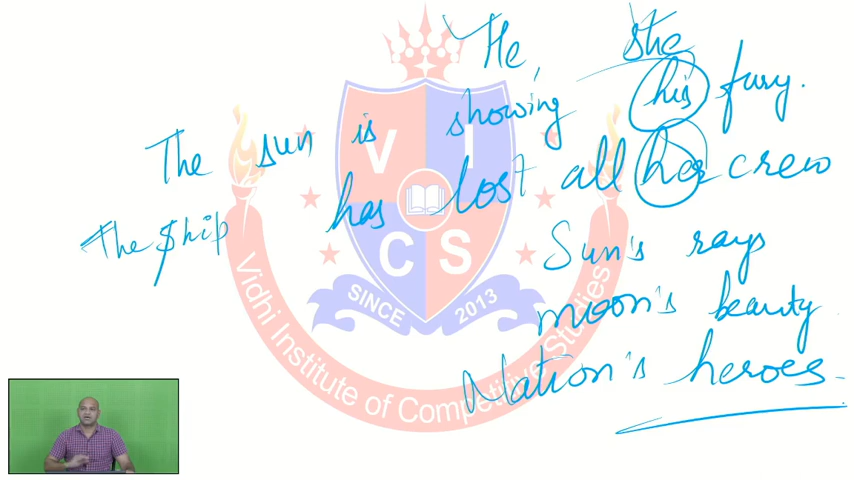 He, she
The sun is showing his fury.
The ship has lost all her crew
Sun's rays
moon's beauty
Nation's heroes.
V I
C S
SINCE 2013
Vidhi Institute of Competitive Studies